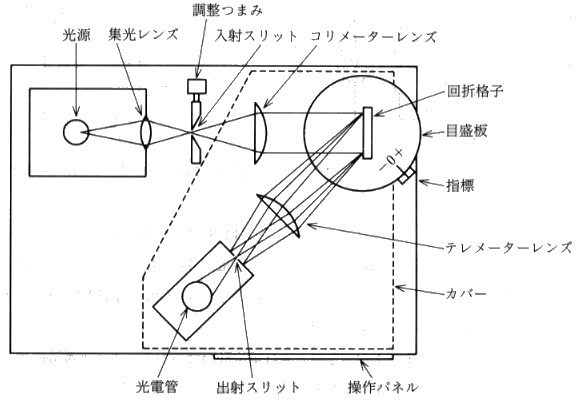 調整つまみ
光源
集光レンズ
入射スリット
コリメーターレンズ
回折格子
目盛板
−0+
指標
テレメーターレンズ
カバー
光電管
出射スリット
操作パネル